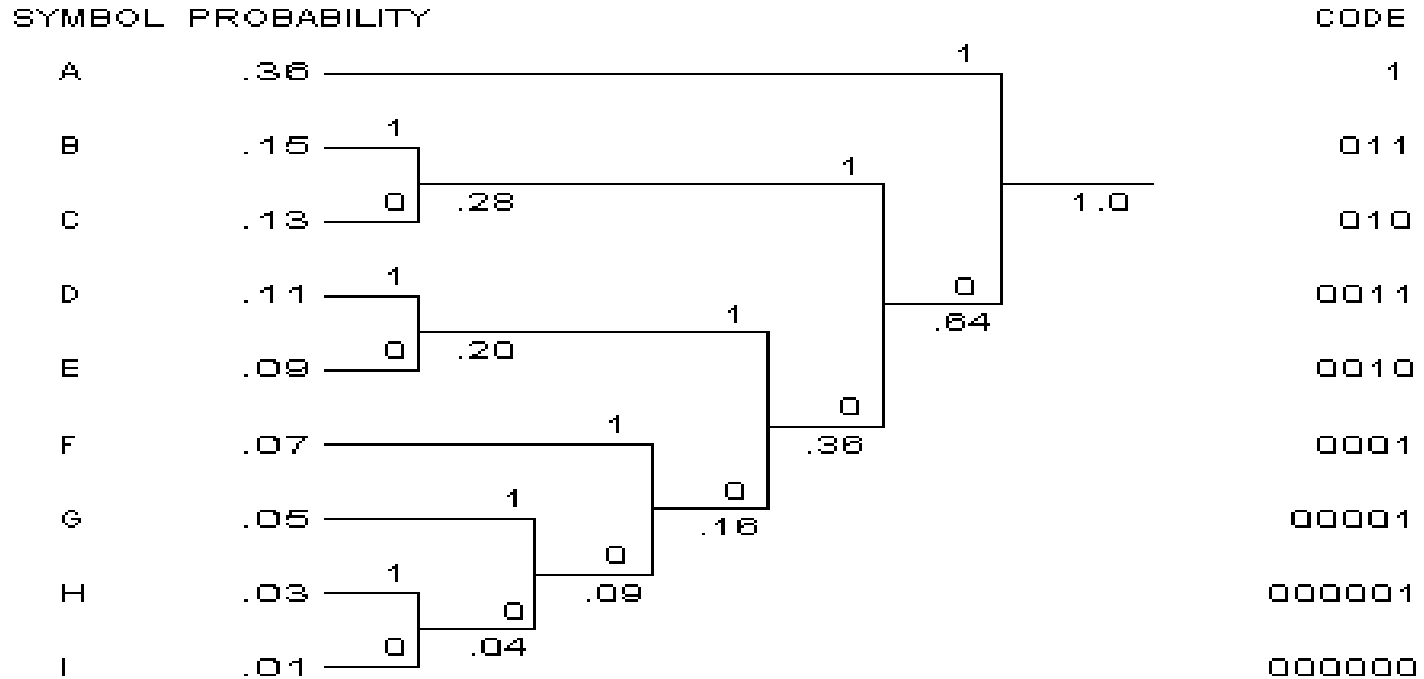 SYMBOL PROBABILITY CODE
1
A .36 1
1
B .15 011
1
0 .28 1.0
C .13 010
1 0
D .11 0011
1 .64
0 .20
E .09 0010
0
1 .36
F .07 0001
1 0
G .05 00001
.16
0
1 .09
H .03 000001
0
0 .04
I .01 000000